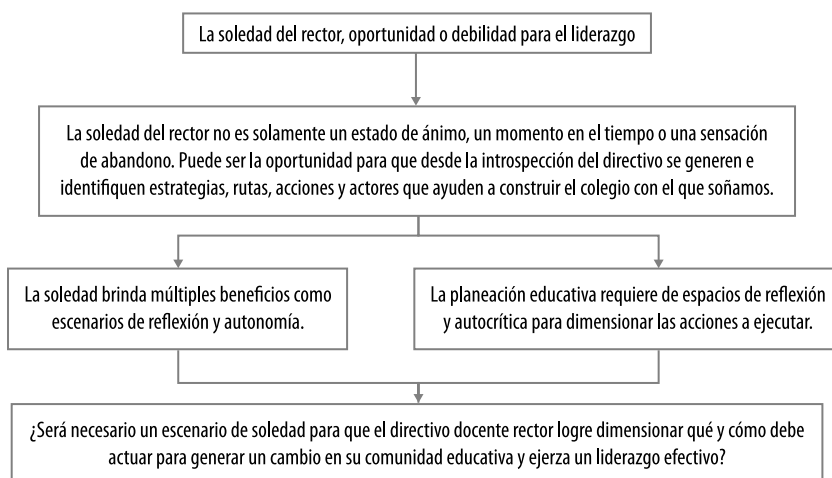 La soledad del rector, oportunidad o debilidad para el liderazgo
La soledad del rector no es solamente un estado de ánimo, un momento en el tiempo o una sensación
de abandono. Puede ser la oportunidad para que desde la introspección del directivo se generen e
identifiquen estrategias, rutas, acciones y actores que ayuden a construir el colegio con el que soñamos.
La soledad brinda múltiples beneficios como
escenarios de reflexión y autonomía.
La planeación educativa requiere de espacios de reflexión
y autocrítica para dimensionar las acciones a ejecutar.
¿Será necesario un escenario de soledad para que el directivo docente rector logre dimensionar qué y cómo debe
actuar para generar un cambio en su comunidad educativa y ejerza un liderazgo efectivo?